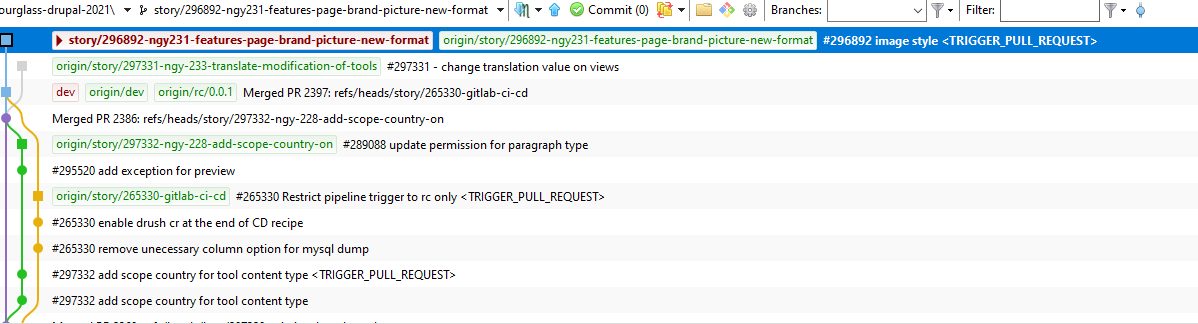 ourglass-drupal-2021\ story/296892-ngy231-features-page-brand-picture-new-format Commit (0) Branches: Filter:
story/296892-ngy231-features-page-brand-picture-new-format origin/story/296892-ngy231-features-page-brand-picture-new-format #296892 image style <TRIGGER_PULL_REQUEST>
origin/story/297331-ngy-233-translate-modification-of-tools #297331 - change translation value on views
dev origin/dev origin/rc/0.0.1 Merged PR 2397: refs/heads/story/265330-gitlab-ci-cd
Merged PR 2386: refs/heads/story/297332-ngy-228-add-scope-country-on
origin/story/297332-ngy-228-add-scope-country-on #289088 update permission for paragraph type
#295520 add exception for preview
origin/story/265330-gitlab-ci-cd #265330 Restrict pipeline trigger to rc only <TRIGGER_PULL_REQUEST>
#265330 enable drush cr at the end of CD recipe
#265330 remove unecessary column option for mysql dump
#297332 add scope country for tool content type <TRIGGER_PULL_REQUEST>
#297332 add scope country for tool content type